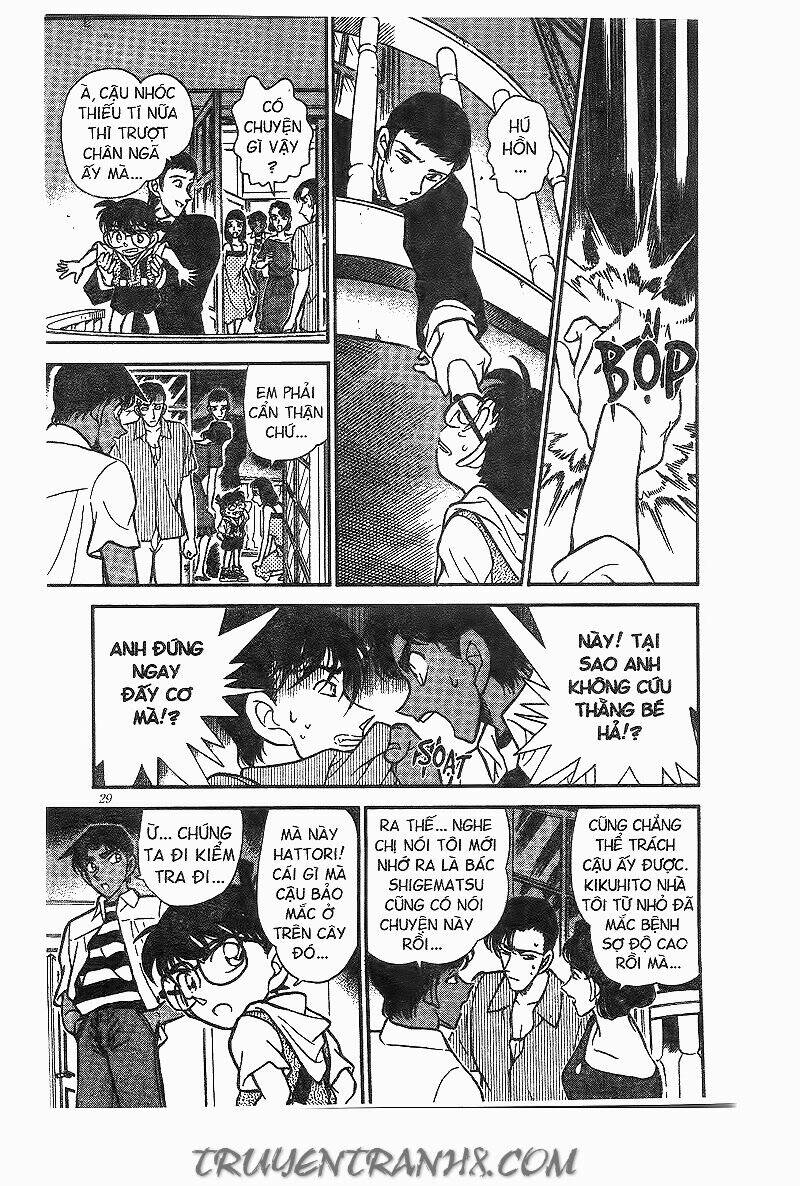 BỘP
HÚ
HỒN
...
CÓ
CHUYỆN
GÌ VẬY
?
À, CẬU NHÓC
THIẾU TÍ NỮA
THÌ TRƯỢT
CHÂN NGÃ
ẤY MÀ...
EM PHẢI
CẨN THẬN
CHỨ...
NÀY! TẠI
SAO ANH
KHÔNG CỨU
THẰNG BÉ
HẢ!?
ANH ĐỨNG
NGAY
ĐẤY CƠ
MÀ!?
SOẠT
29
CŨNG CHẲNG
THỂ TRÁCH
CẬU ẤY ĐƯỢC.
KIKUHITO NHÀ
TÔI TỪ NHỎ ĐÃ
MẮC BỆNH
SỢ ĐỘ CAO
RỒI MÀ...
RA THẾ... NGHE
CHỊ NÓI TÔI MỚI
NHỚ RA LÀ BÁC
SHIGEMATSU
CŨNG CÓ NÓI
CHUYỆN NÀY
RỒI...
MÀ NÀY
HATTORI!
CÁI GÌ MÀ
CẬU BẢO
MẮC Ở
TRÊN CÂY
ĐÓ...
Ừ... CHÚNG
TA ĐI KIỂM
TRA ĐI...
TRUYENTRANH8.COM